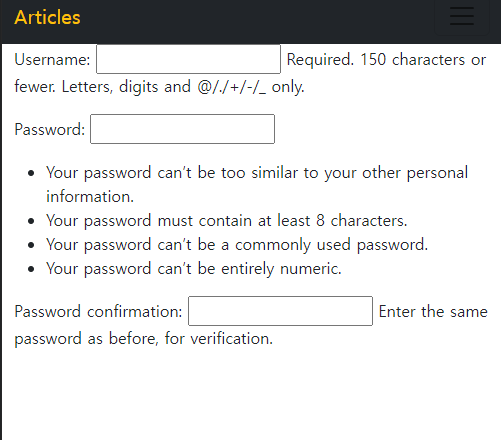 Articles
Username: Required. 150 characters or
fewer. Letters, digits and @/./+/-/_ only.
Password:
• Your password can't be too similar to your other personal
information.
• Your password must contain at least 8 characters.
• Your password can't be a commonly used password.
• Your password can't be entirely numeric.
Password confirmation: Enter the same
password as before, for verification.